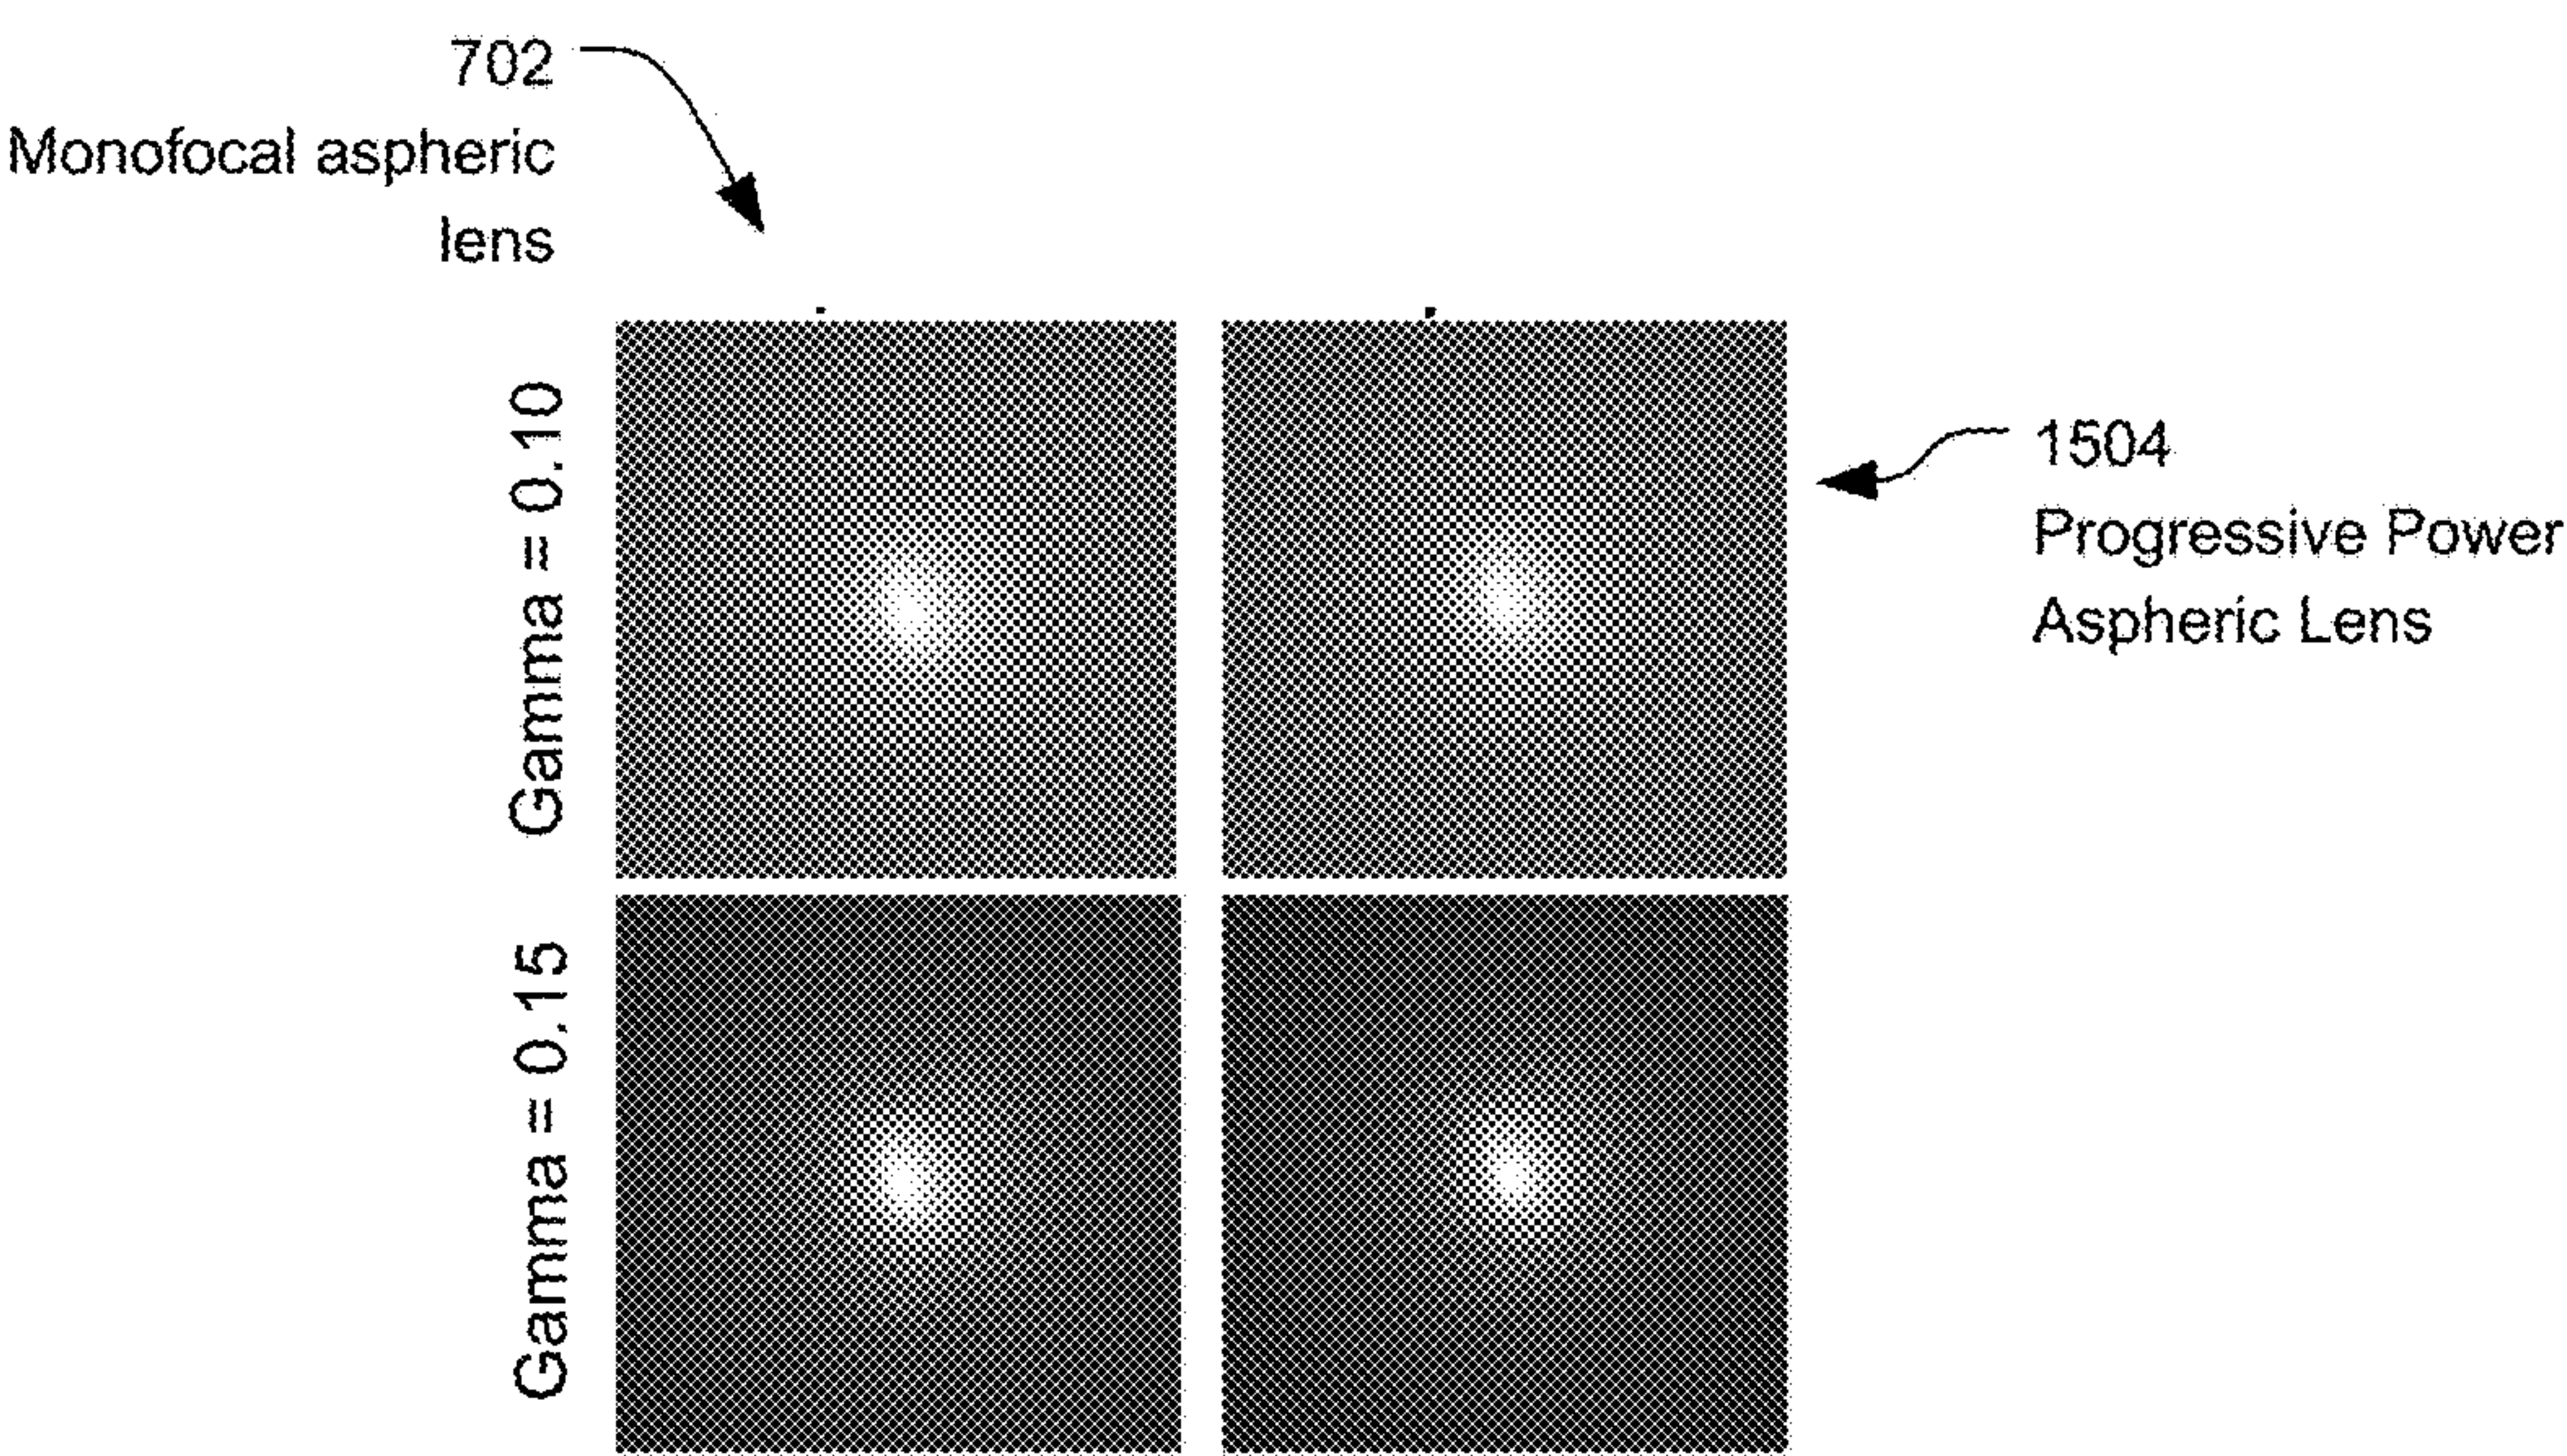 702
Monofocal aspheric
lens
Gamma = 0.10
1504
Progressive Power
Aspheric Lens
Gamma = 0.15